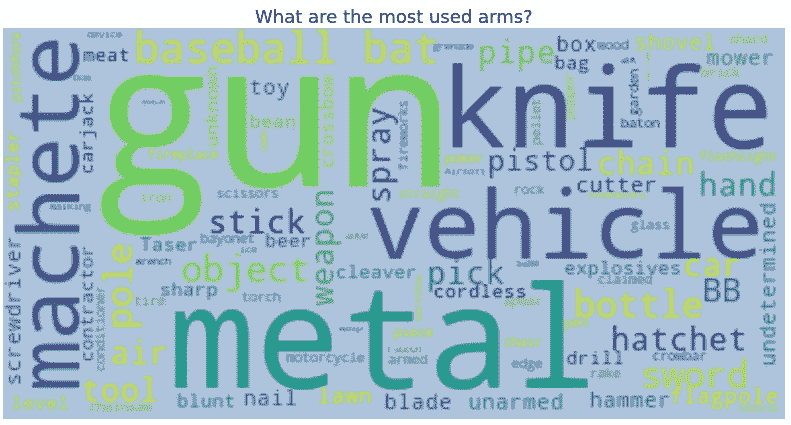 What are the most used arms?
machete
meat
baseball bat
pipe
box
wood
shovel
bag
mower
gun
knife
toy
bean
unknown
crossbow
spray
fireworks
pellet
garden
baton
carjack
stapler
pistol
chain
cutter
hand
scissors
rock
stick
vehicle
glass
Taser
bayonet
beer
weapon
object
cleaver
pick
explosives
car
claimed
BB
undetermined
screwdriver
contractor
conditioner
pole
sharp
torch
cordless
bottle
metal
hatchet
air
motorcycle
armed
drill
crowbar
edge
tool
sword
rake
level
blunt
nail
lawn
blade
unarmed
hammer
flagpole